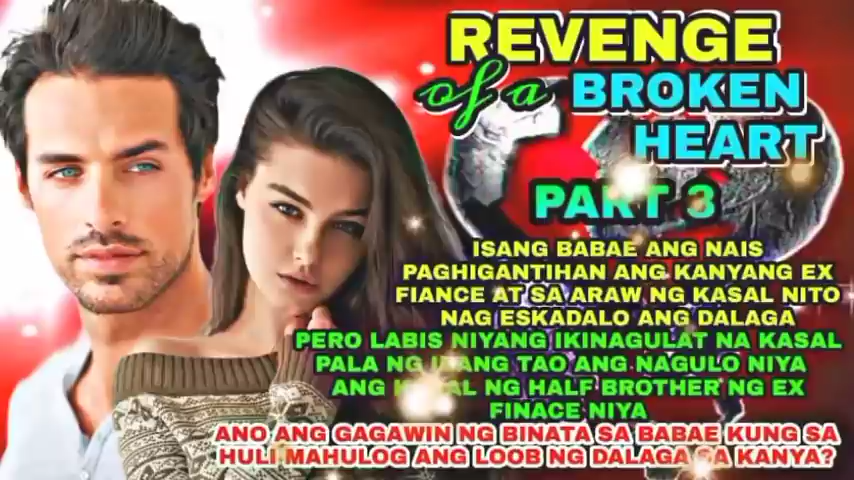 REVENGE
of a BROKEN
HEART
PART 3
ISANG BABAE ANG NAIS
PAGHIGANTIHAN ANG KANYANG EX
FIANCE AT SA ARAW NG KASAL NITO
NAG ESKADALO ANG DALAGA
PERO LABIS NIYANG IKINAGULAT NA KASAL
PALA NG IBANG TAO ANG NAGULO NIYA
ANG KASAL NG HALF BROTHER NG EX
FINACE NIYA
ANO ANG GAGAWIN NG BINATA SA BABAE KUNG SA
HULI MAHULOG ANG LOOB NG DALAGA SA KANYA?